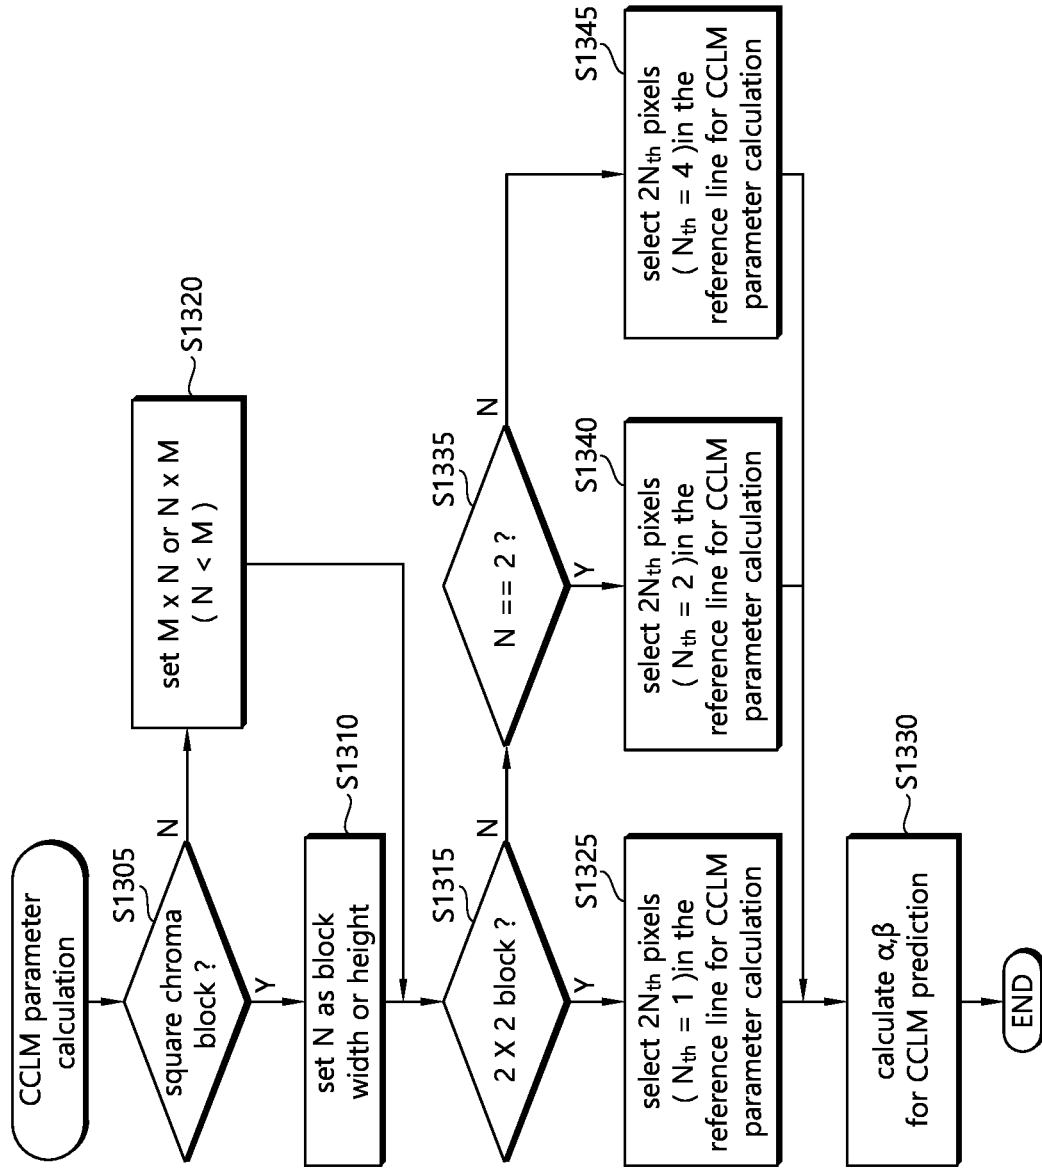 CCLM parameter
calculation
S1305
square chroma
block ?
N
Y
S1320
set M x N or N x M
( N < M )
S1310
set N as block
width or height
S1315
2 X 2 block ?
N
Y
S1335
N == 2 ?
N
Y
S1325
select 2Nth pixels
( Nth = 1 )in the
reference line for CCLM
parameter calculation
S1340
select 2Nth pixels
( Nth = 2 )in the
reference line for CCLM
parameter calculation
S1345
select 2Nth pixels
( Nth = 4 )in the
reference line for CCLM
parameter calculation
S1330
calculate α,β
for CCLM prediction
END